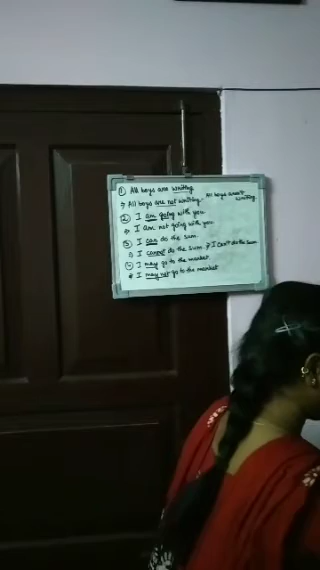 ① All boys are writing.
⇒ All boys are not writing. All boys aren't writing.
② I am going with you.
⇒ I am not going with you.
③ I can do the sum.
⇒ I cannot do the sum ⇒ I can't do the sum
④ I may go to the market.
⇒ I may not go to the market